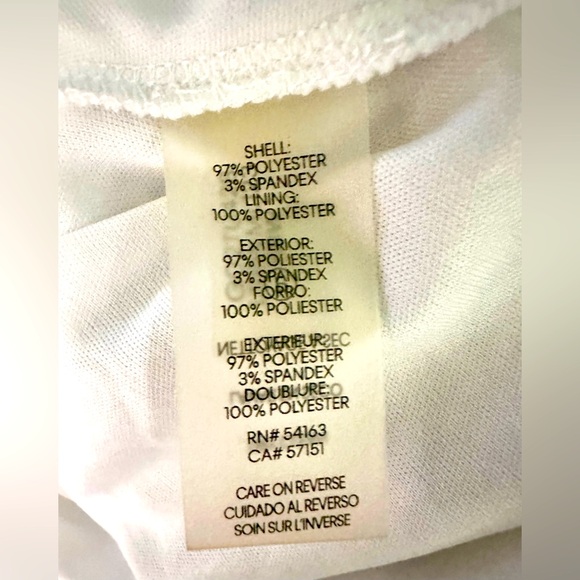 SHELL:
97% POLYESTER
3% SPANDEX
LINING:
100% POLYESTER
EXTERIOR:
97% POLIESTER
3% SPANDEX
FORRO:
100% POLIESTER
EXTERIEUR:
97% POLYESTER
3% SPANDEX
DOUBLURE:
100% POLYESTER
RN# 54163
CA# 57151
CARE ON REVERSE
CUIDADO AL REVERSO
SOIN SUR L'INVERSE